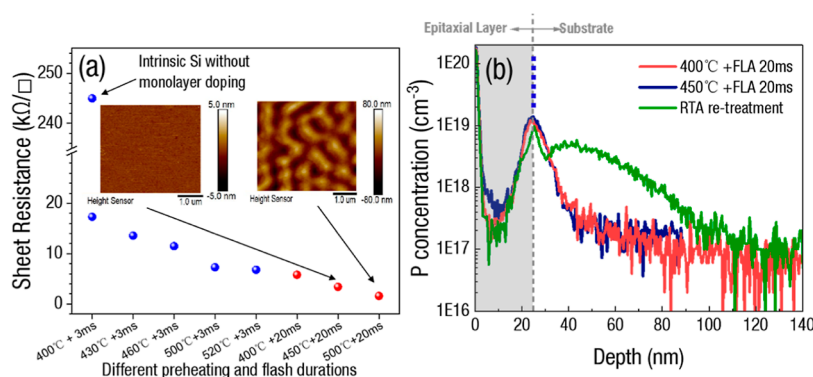 (a)
Intrinsic Si without
monolayer doping
Sheet Resistance (kΩ/□)
250
245
240
20
10
0
5.0 nm
-5.0 nm
Height Sensor
1.0 um
80.0 nm
-80.0 nm
Height Sensor
1.0 um
400℃ + 3ms
430℃ +3ms
460℃ +3ms
500℃+3ms
520℃ +3ms
400℃ +20ms
450℃+20ms
500℃+20ms
Different preheating and flash durations
Epitaxial Layer
Substrate
(b)
400℃ +FLA 20ms
450℃ +FLA 20ms
RTA re-treatment
P concentration (cm-3)
1E20
1E19
1E18
1E17
1E16
0 20 40 60 80 100 120 140
Depth (nm)